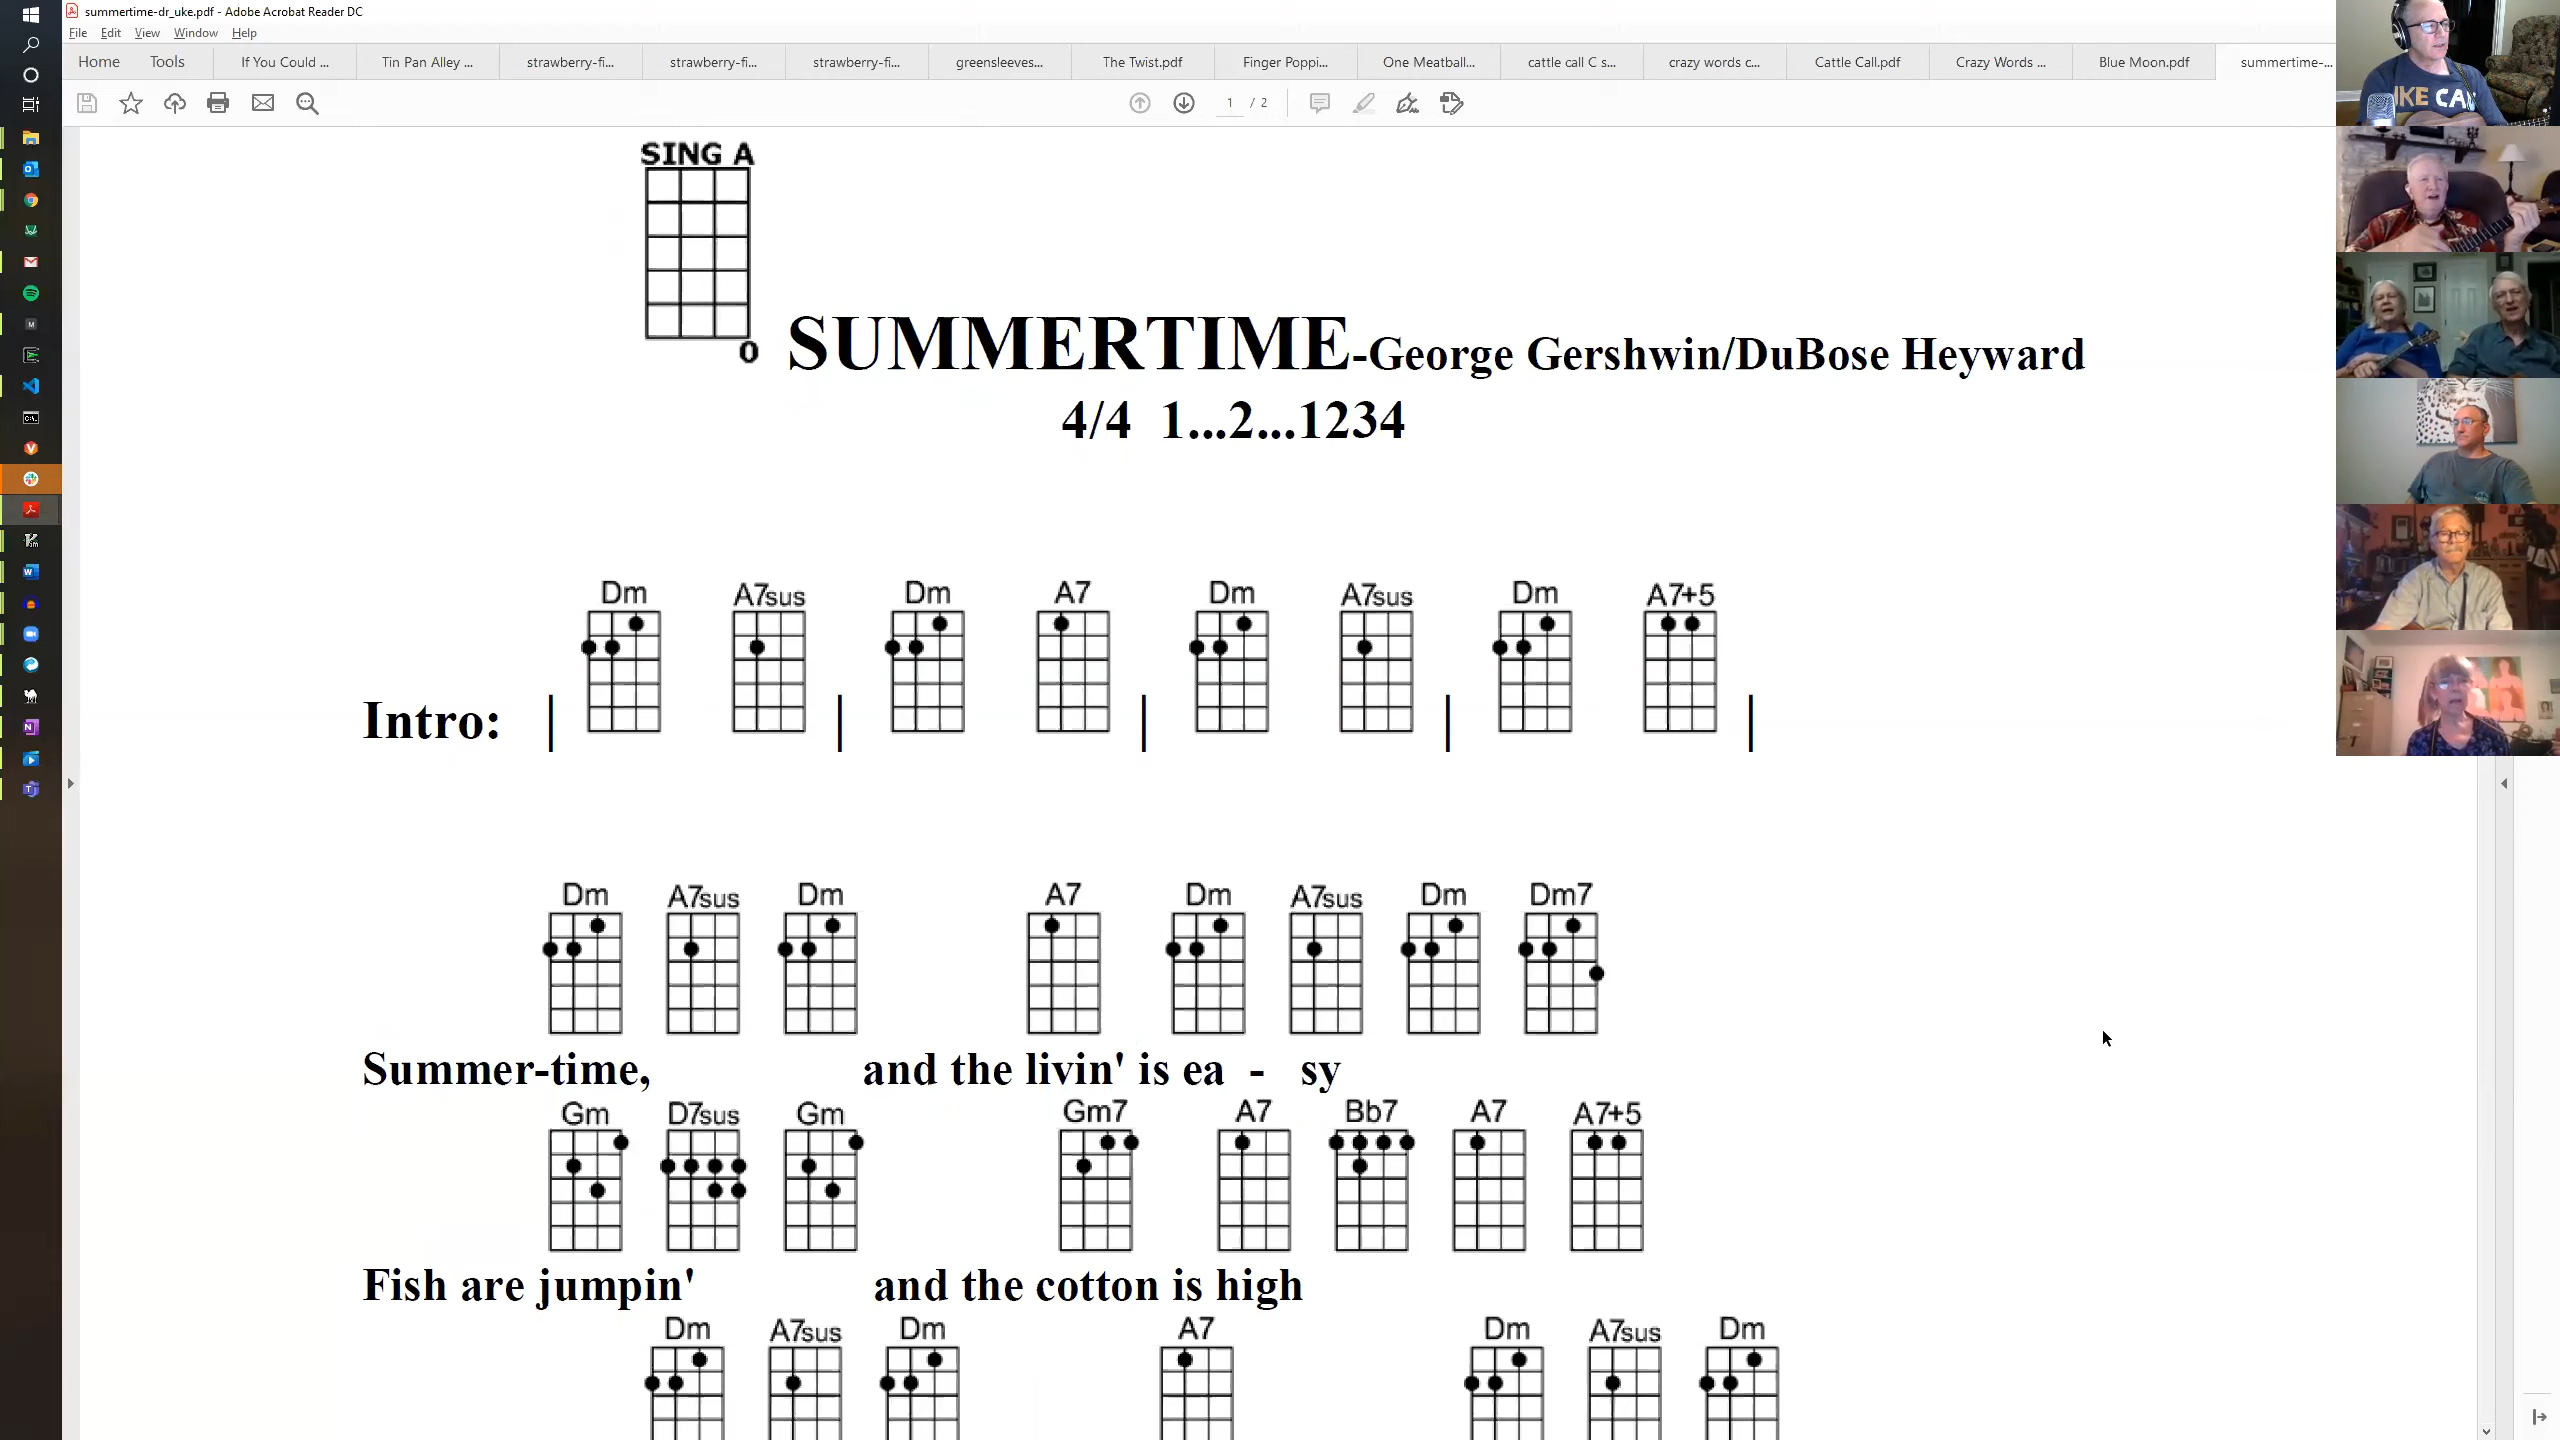 summertime-dr_uke.pdf - Adobe Acrobat Reader DC
File Edit View Window Help
Home Tools If You Could ... Tin Pan Alley ... strawberry-fi... strawberry-fi... strawberry-fi... greensleeves... The Twist.pdf Finger Poppi... One Meatball... cattle call C s... crazy words c... Cattle Call.pdf Crazy Words ... Blue Moon.pdf summertime-...
1 / 2
SING A
O
SUMMERTIME-George Gershwin/DuBose Heyward
4/4 1...2...1234
Dm A7sus Dm A7 Dm A7sus Dm A7+5
Intro: | | | | |
Dm A7sus Dm A7 Dm A7sus Dm Dm7
Summer-time, and the livin' is ea - sy
Gm D7sus Gm Gm7 A7 Bb7 A7 A7+5
Fish are jumpin' and the cotton is high
Dm A7sus Dm A7 Dm A7sus Dm